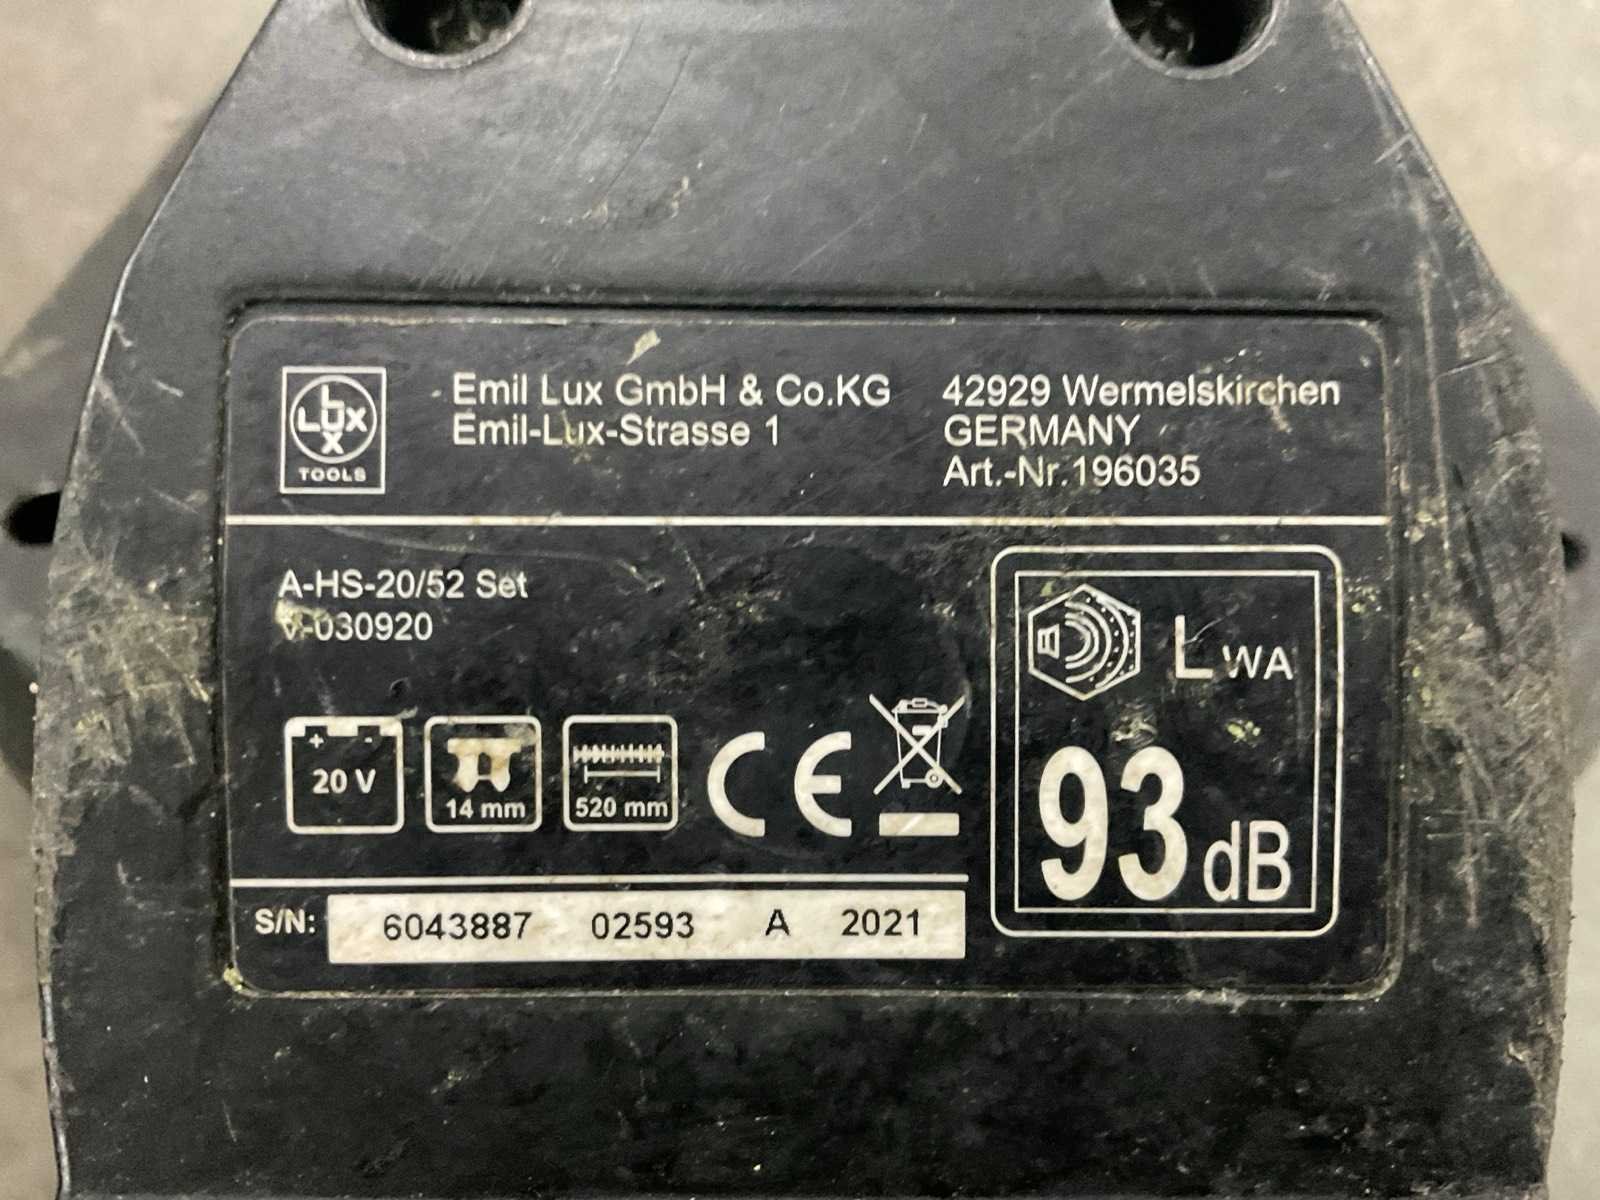 LUX
LUX
TOOLS
Emil Lux GmbH & Co.KG
Emil-Lux-Strasse 1
42929 Wermelskirchen
GERMANY
Art.-Nr.196035
A-HS-20/52 Set
V-030920
+ -
20 V
14 mm
520 mm
CE
LWA
93 dB
S/N: 6043887 02593 A 2021